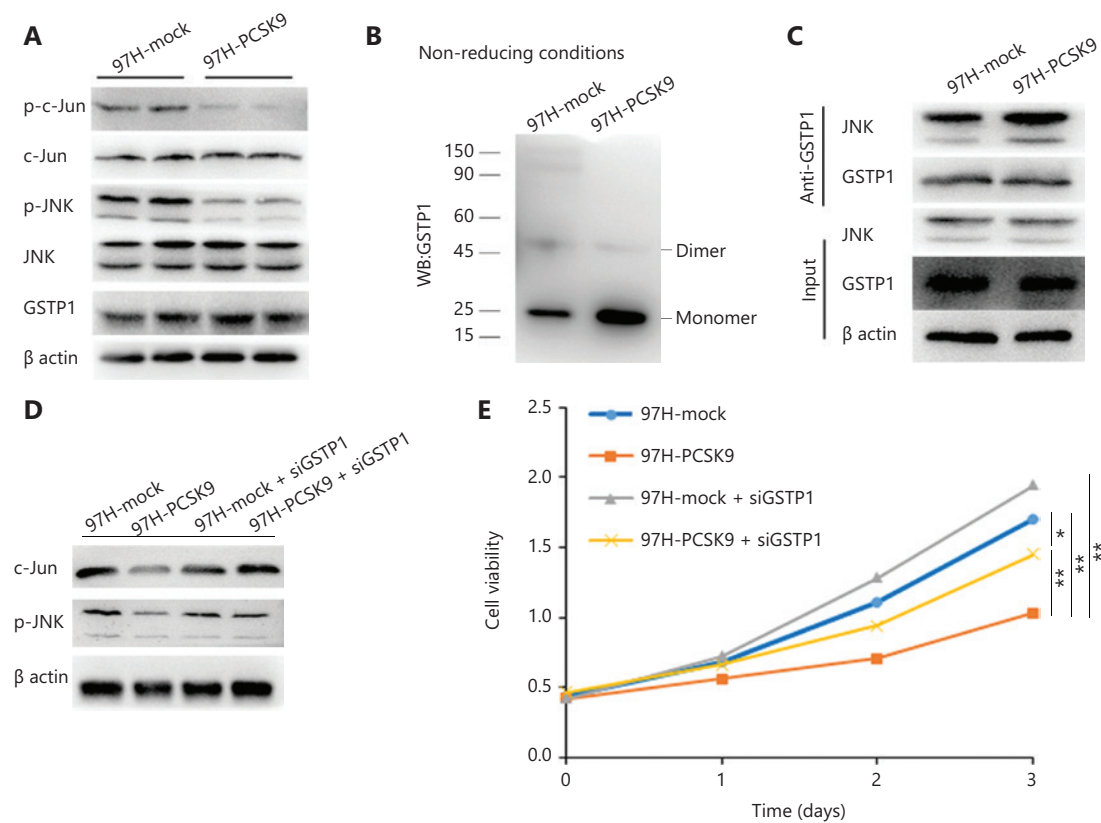 A
97H-mock
97H-PCSK9
p-c-Jun
c-Jun
p-JNK
JNK
GSTP1
β actin
B
Non-reducing conditions
97H-mock
97H-PCSK9
WB:GSTP1
150
90
60
45
25
15
Dimer
Monomer
C
97H-mock
97H-PCSK9
Anti-GSTP1
JNK
GSTP1
Input
JNK
GSTP1
β actin
D
97H-mock
97H-PCSK9
97H-mock + siGSTP1
97H-PCSK9 + siGSTP1
c-Jun
p-JNK
β actin
E
Cell viability
2.5
2.0
1.5
1.0
0.5
0.0
97H-mock
97H-PCSK9
97H-mock + siGSTP1
97H-PCSK9 + siGSTP1
*
**
**
**
0 1 2 3
Time (days)